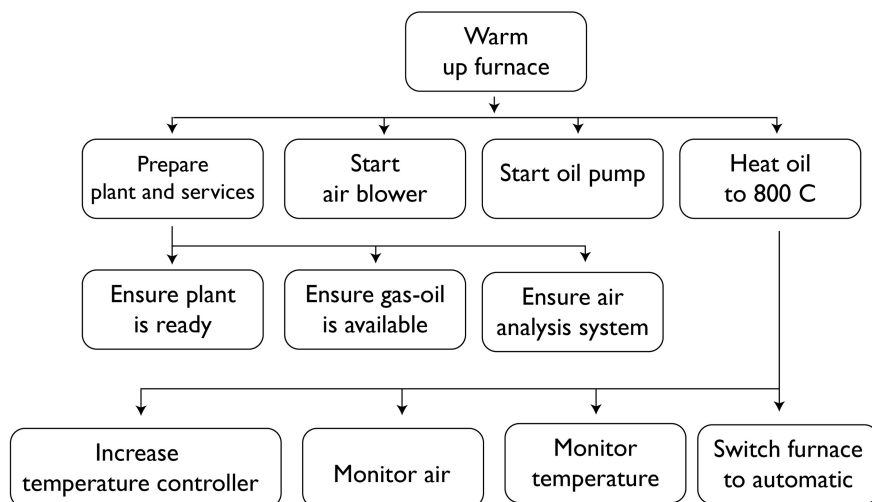 Warm
up furnace
Prepare
plant and services
Start
air blower
Start oil pump
Heat oil
to 800 C
Ensure plant
is ready
Ensure gas-oil
is available
Ensure air
analysis system
Increase
temperature controller
Monitor air
Monitor
temperature
Switch furnace
to automatic